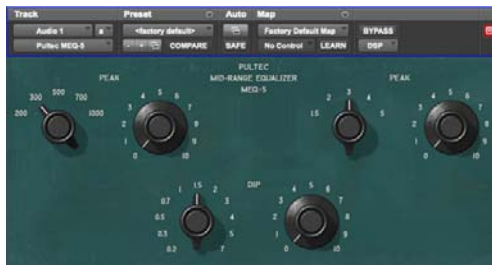 Track Preset Auto Map
Audio 1 a <factory default> Factory Default Map BYPASS
Pultec MEQ-5 - + COMPARE SAFE No Control LEARN DSP
PULTEC
MID-RANGE EQUALIZER
MEQ-5
PEAK
PEAK
200 300 500 700 1000
0 1 2 3 4 5 6 7 8 9 10
1.5 2 3 4 5
0 1 2 3 4 5 6 7 8 9 10
DIP
0.2 0.3 0.5 0.7 1 1.5 2 3 4 5 7
0 1 2 3 4 5 6 7 8 9 10